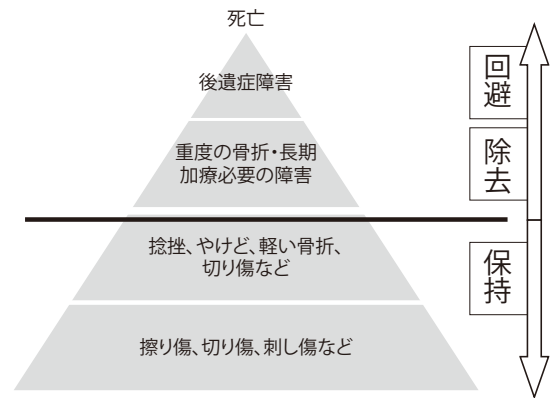 死亡
後遺症障害
重度の骨折・長期
加療必要の障害
捻挫、やけど、軽い骨折、
切り傷など
擦り傷、切り傷、刺し傷など
回避
除去
保持